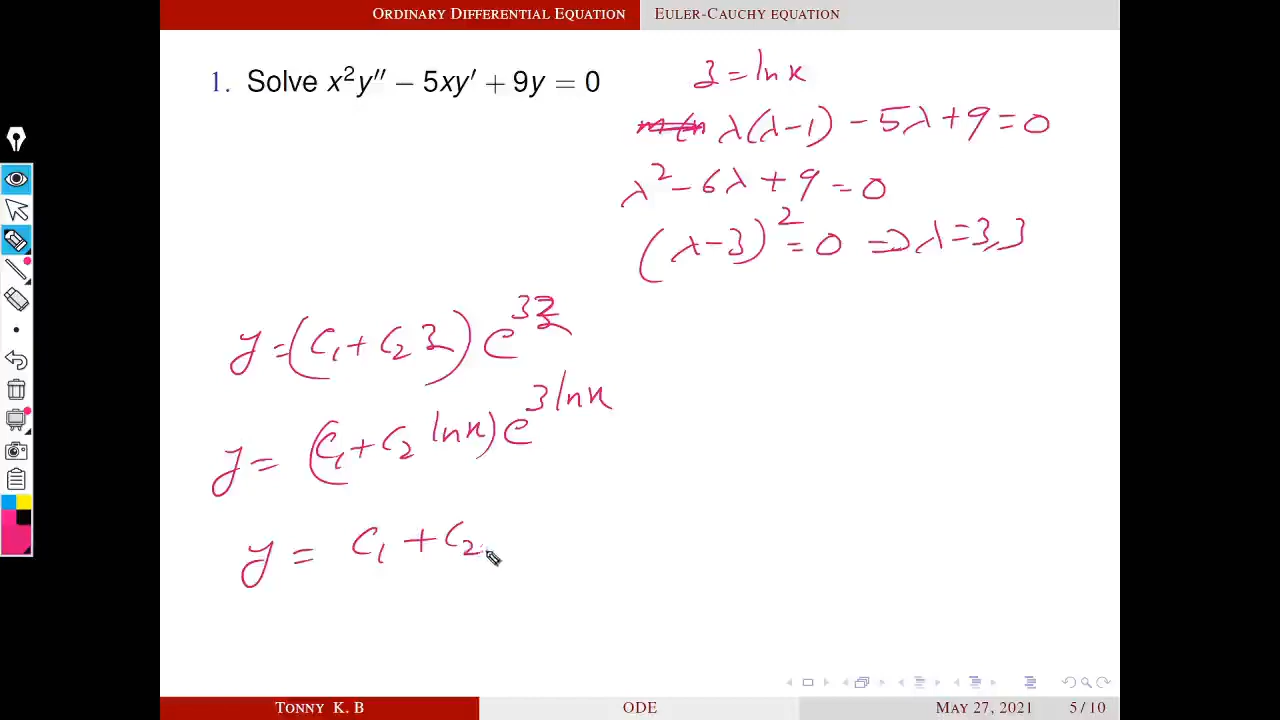 ORDINARY DIFFERENTIAL EQUATION EULER-CAUCHY EQUATION
1. Solve x²y″ − 5xy′ + 9y = 0
z = ln x
λ(λ−1) − 5λ + 9 = 0
λ² − 6λ + 9 = 0
(λ−3)² = 0 ⇒ λ = 3, 3
y = (C₁ + C₂ z) e^{3z}
y = (C₁ + C₂ ln x) e^{3 ln x}
y = C₁ + C₂
TONNY K. B ODE MAY 27, 2021 5 / 10